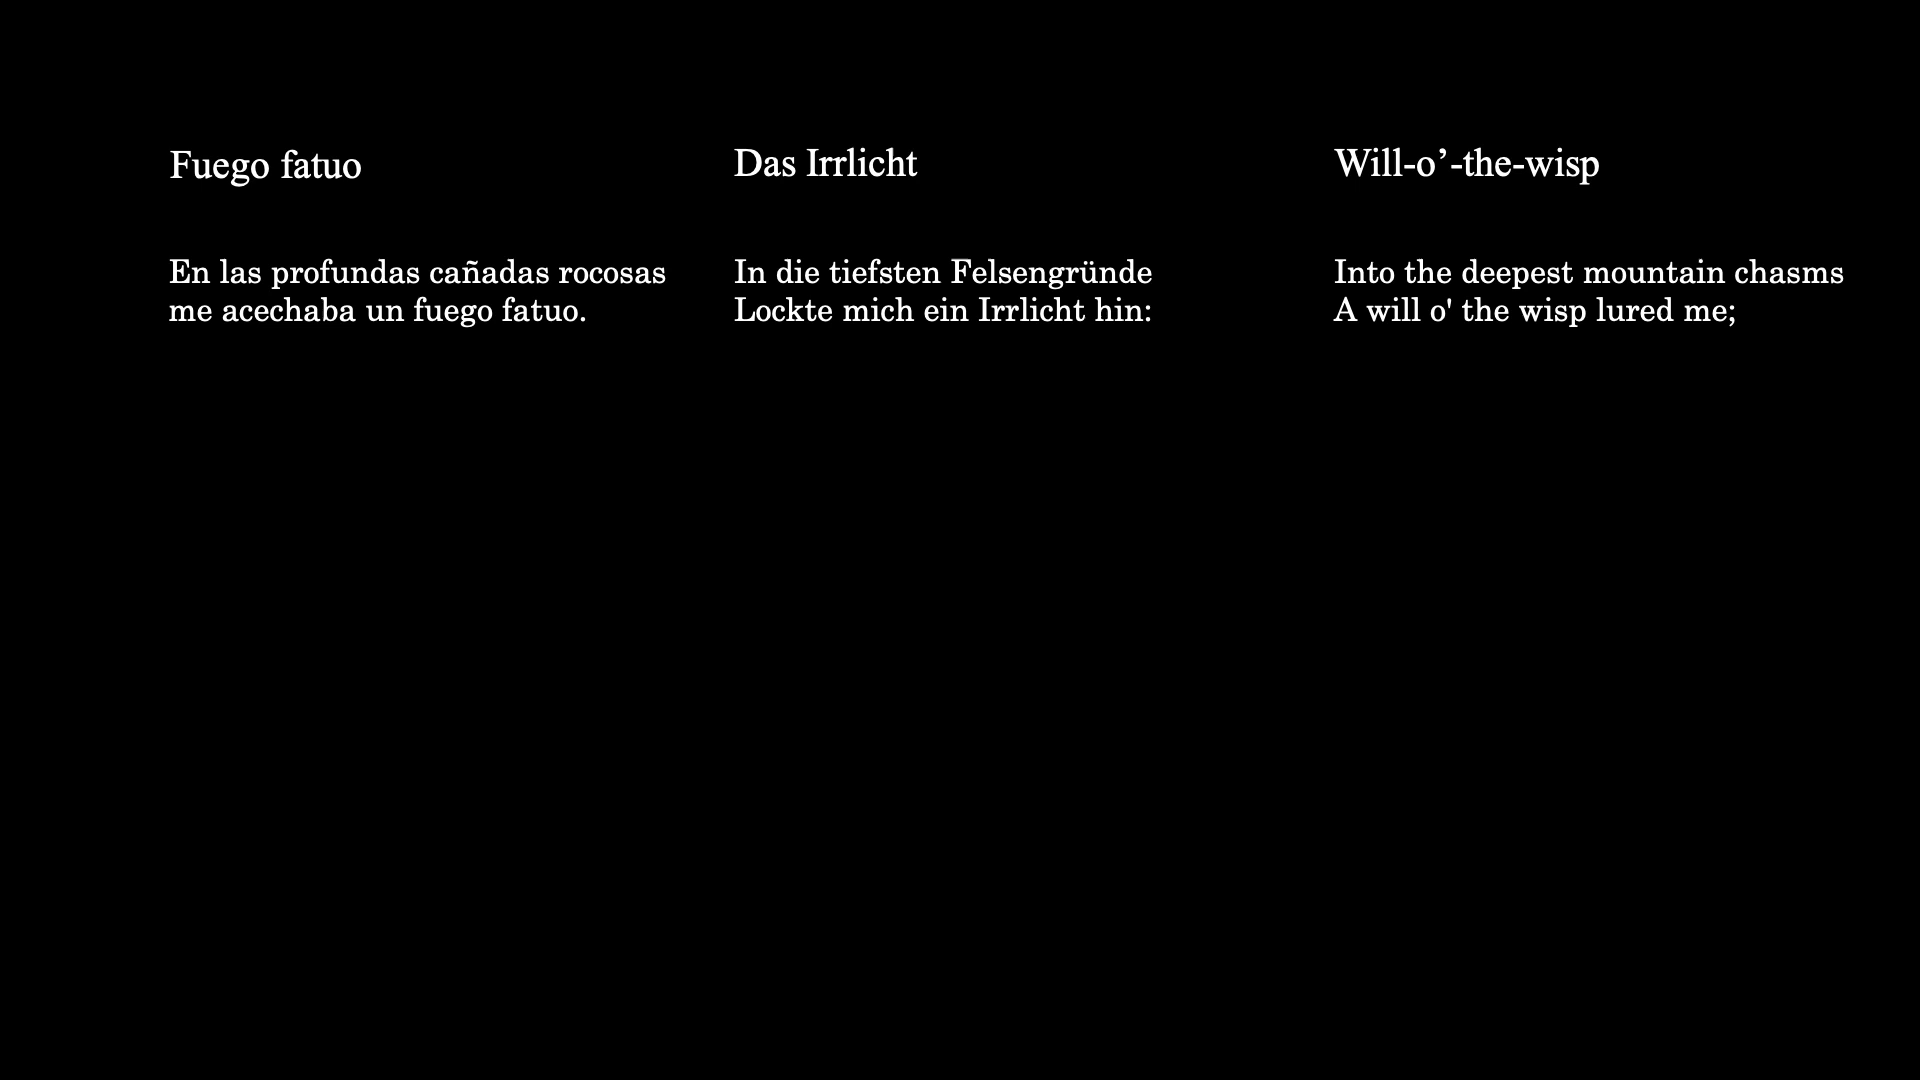 Fuego fatuo
En las profundas cañadas rocosas
me acechaba un fuego fatuo.
Das Irrlicht
In die tiefsten Felsengründe
Lockte mich ein Irrlicht hin:
Will-o’-the-wisp
Into the deepest mountain chasms
A will o' the wisp lured me;